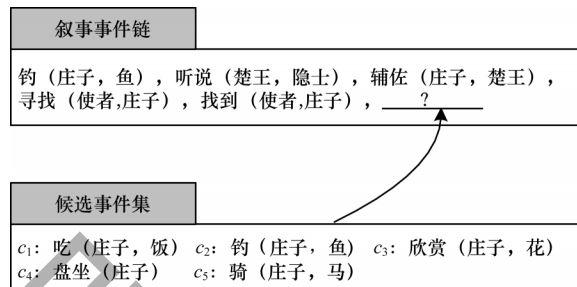 叙事事件链
钓（庄子，鱼），听说（楚王，隐士），辅佐（庄子，楚王），
寻找（使者,庄子），找到（使者,庄子），?
候选事件集
c₁：吃（庄子，饭） c₂：钓（庄子，鱼） c₃：欣赏（庄子，花）
c₄：盘坐（庄子） c₅：骑（庄子，马）